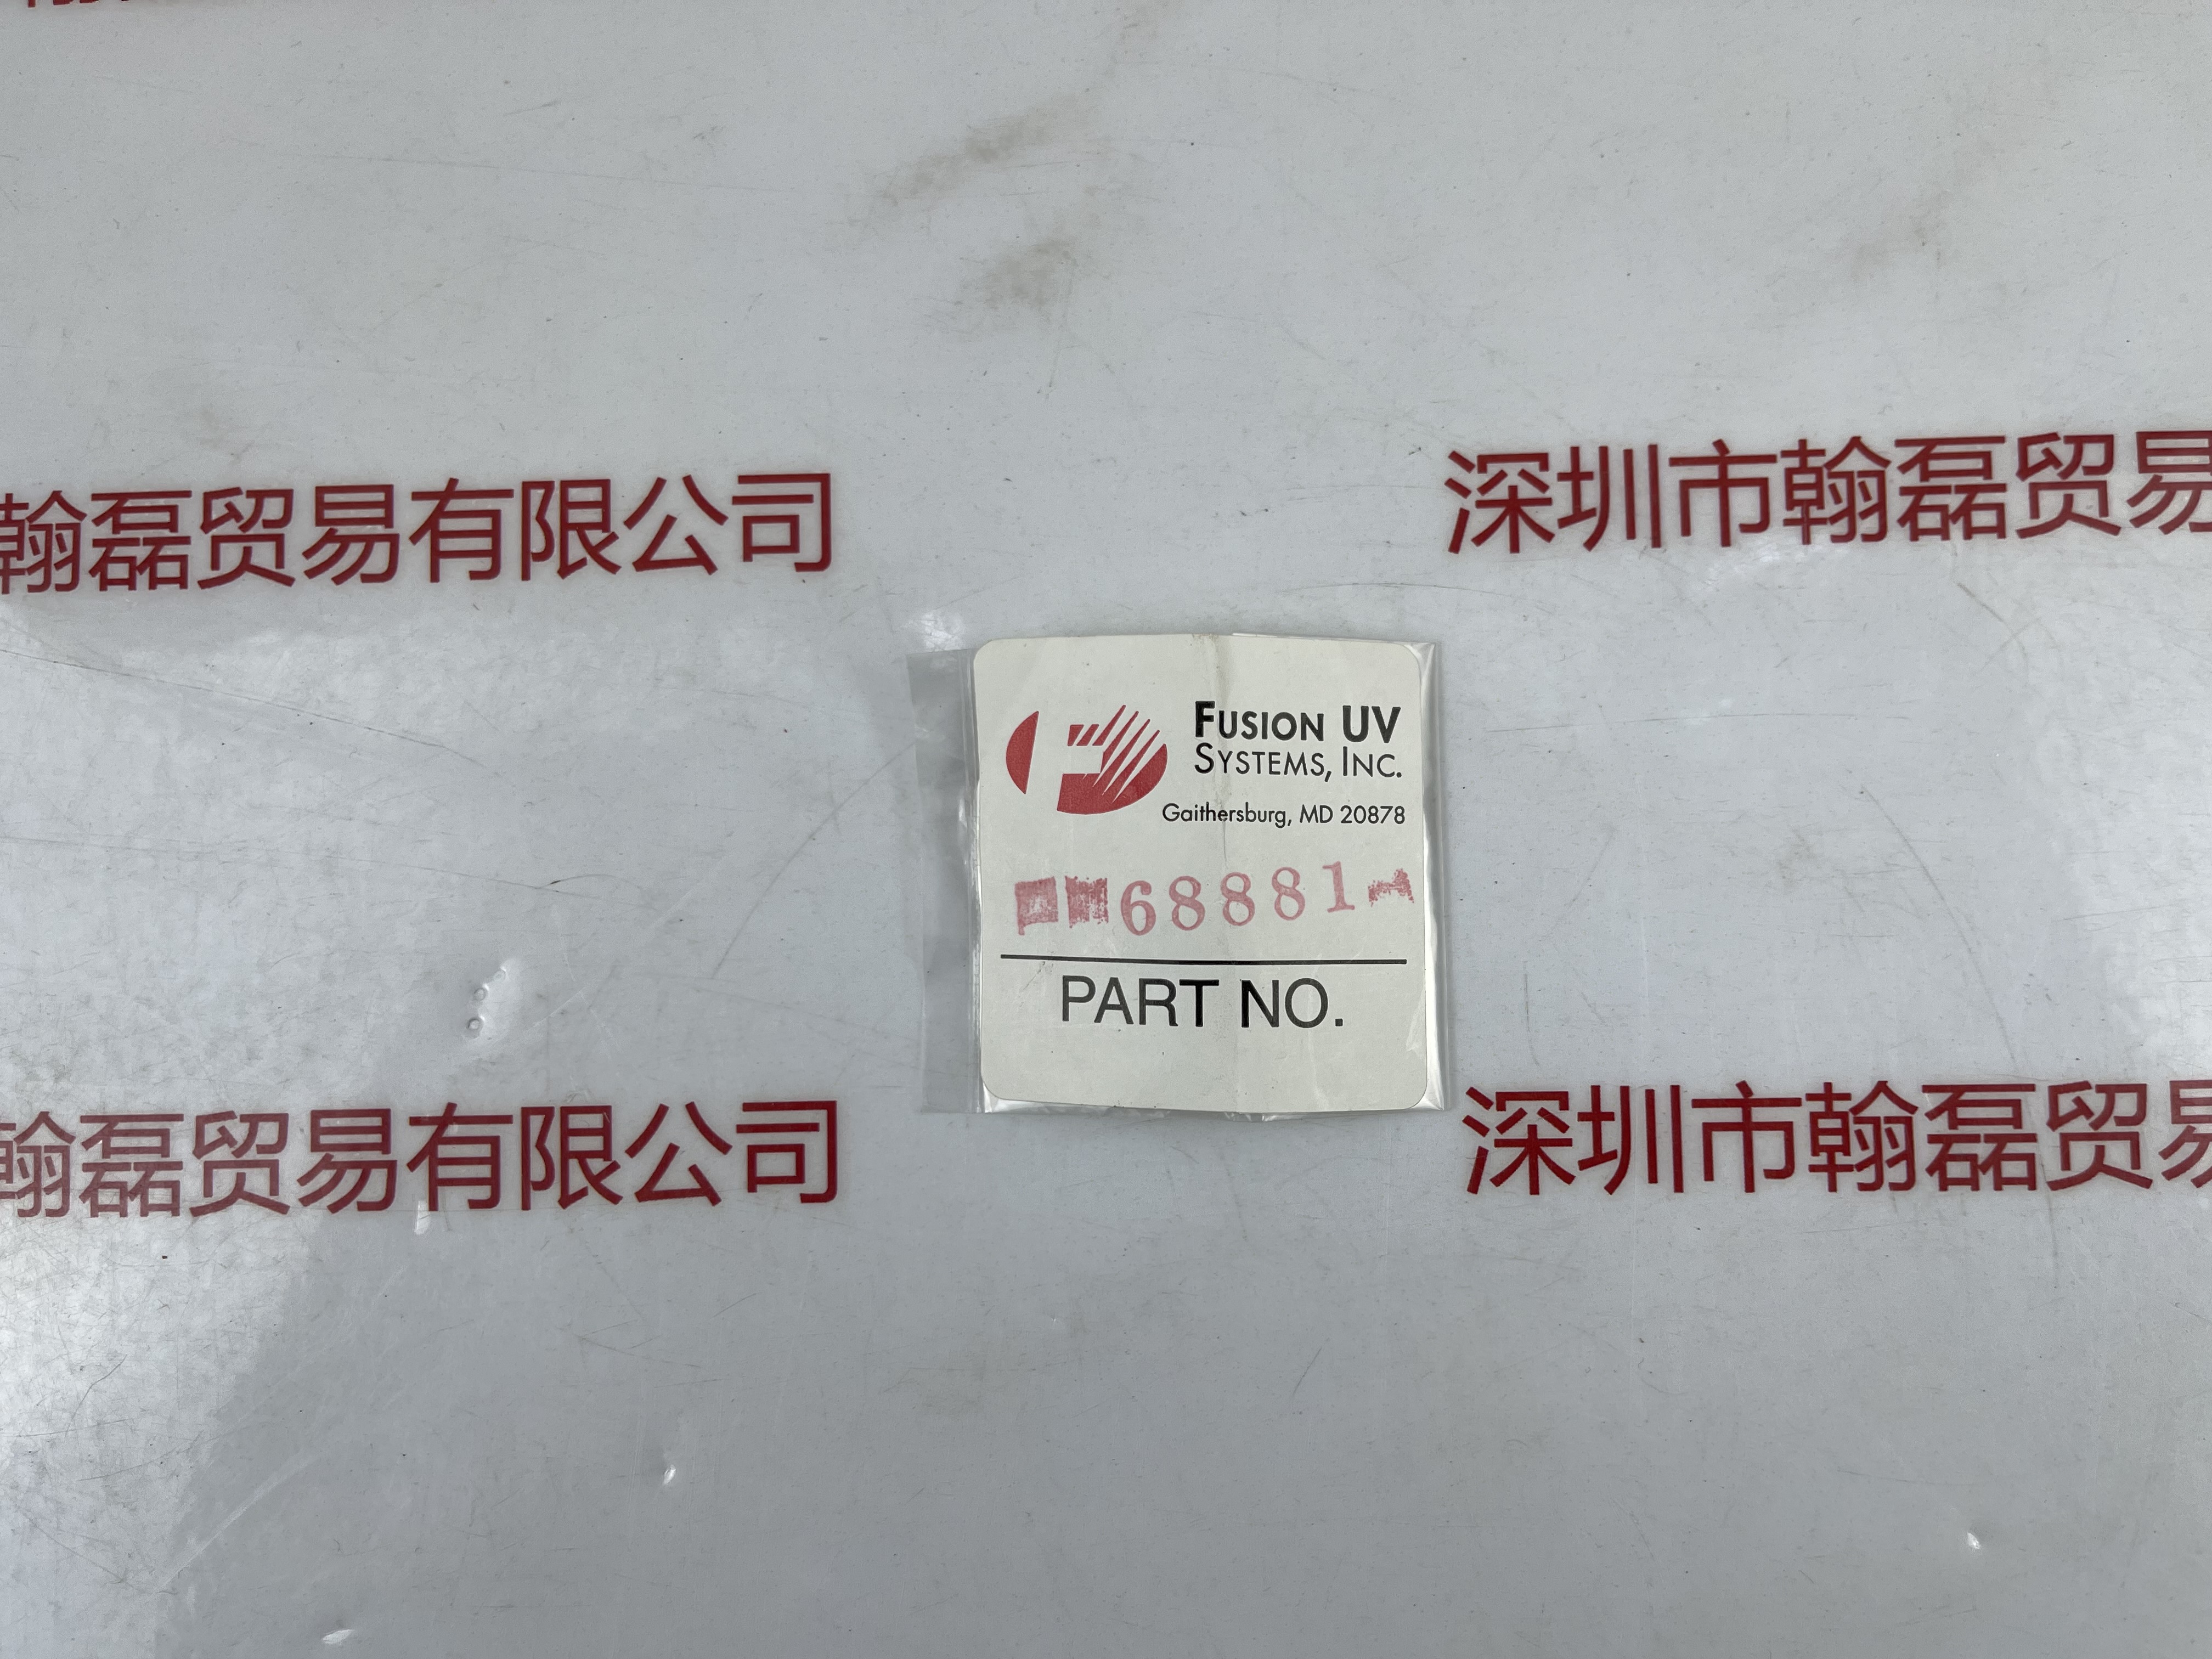 翰磊贸易有限公司
深圳市翰磊贸易
FUSION UV
SYSTEMS, INC.
Gaithersburg, MD 20878
68881
PART NO.
翰磊贸易有限公司
深圳市翰磊贸易